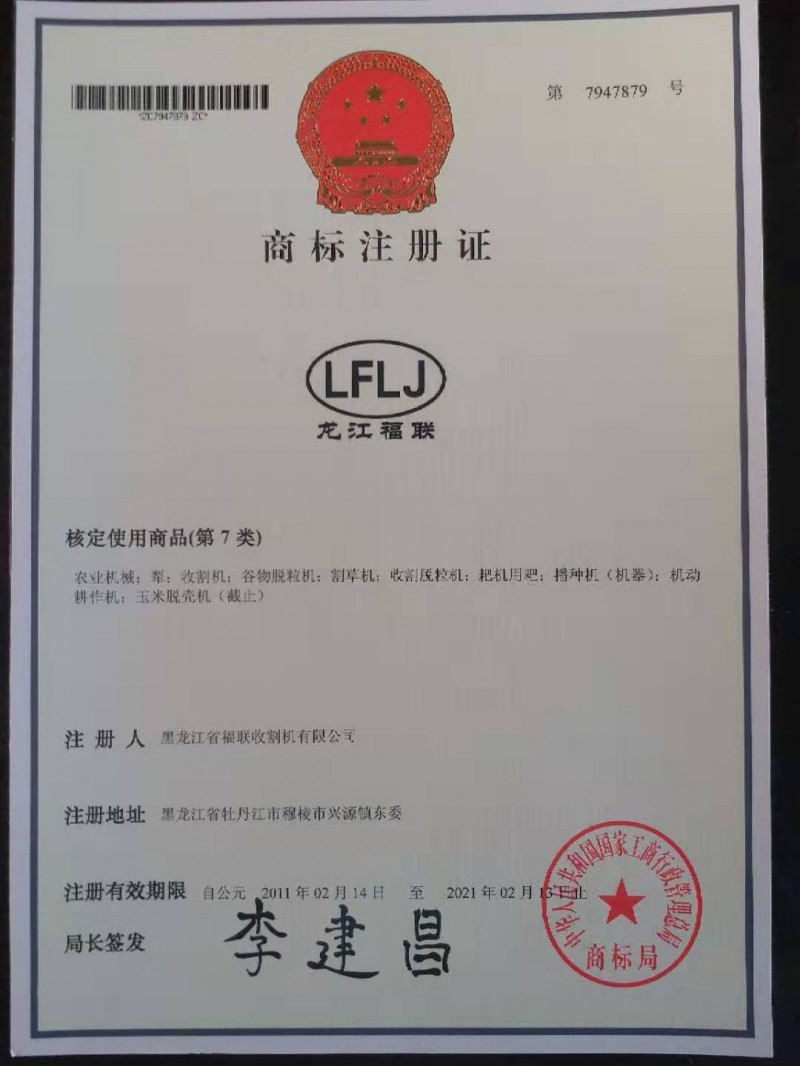 第 7947879 号
*ZC7947879 ZC*
商标注册证
LFLJ
龙江福联
核定使用商品(第 7 类)
农业机械；犁；收割机；谷物脱粒机；割草机；收割脱粒机；耙机用耙；播种机（机器）；机动
耕作机；玉米脱壳机（截止）
注 册 人 黑龙江省福联收割机有限公司
注册地址 黑龙江省牡丹江市穆棱市兴源镇东委
注册有效期限 自公元 2011 年 02 月 14 日 至 2021 年 02 月 13 日止
局长签发 李建昌
中华人民共和国国家工商行政管理总局
商标局